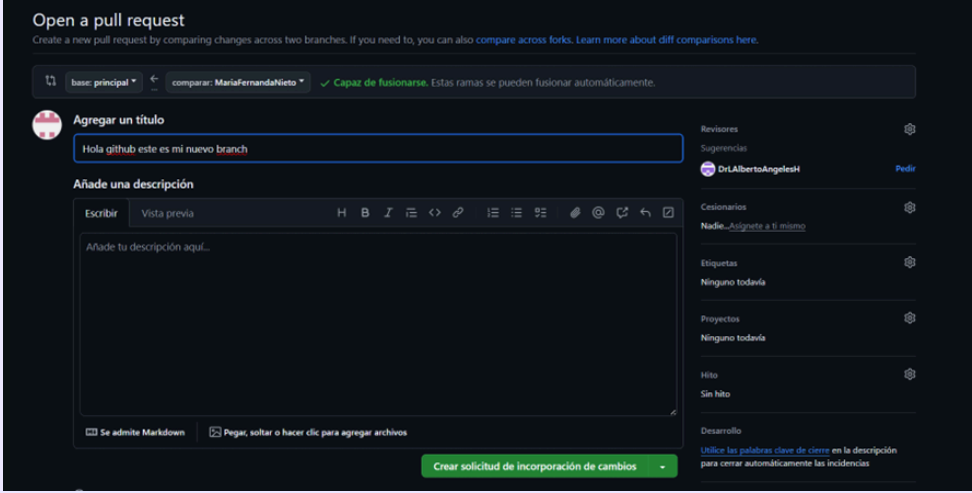 Open a pull request
Create a new pull request by comparing changes across two branches. If you need to, you can also compare across forks. Learn more about diff comparisons here.
base: principal
comparar: MariaFernandaNieto
Capaz de fusionarse. Estas ramas se pueden fusionar automáticamente.
Agregar un título
Hola github este es mi nuevo branch
Añade una descripción
Escribir
Vista previa
Añade tu descripción aquí...
Se admite Markdown
Pegar, soltar o hacer clic para agregar archivos
Crear solicitud de incorporación de cambios
Revisores
Sugerencias
DrLAlbertoAngelesH
Pedir
Cesionarios
Nadie...Asígnete a ti mismo
Etiquetas
Ninguno todavía
Proyectos
Ninguno todavía
Hito
Sin hito
Desarrollo
Utilice las palabras clave de cierre en la descripción
para cerrar automáticamente las incidencias